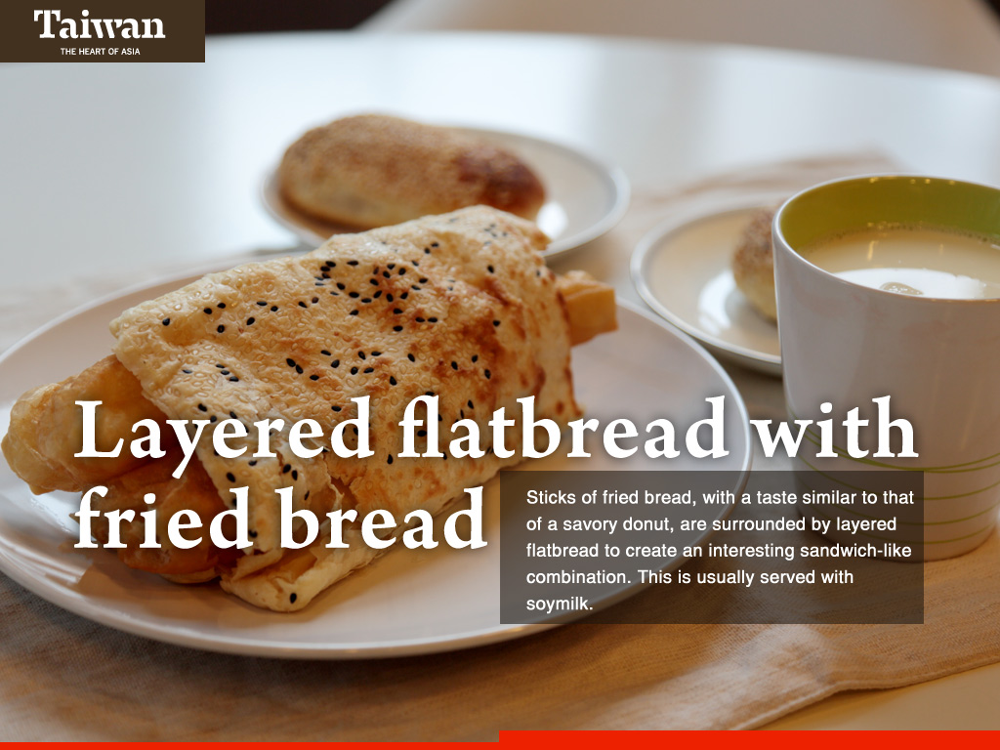 Taiwan
THE HEART OF ASIA
Layered flatbread with
fried bread
Sticks of fried bread, with a taste similar to that
of a savory donut, are surrounded by layered
flatbread to create an interesting sandwich-like
combination. This is usually served with
soymilk.